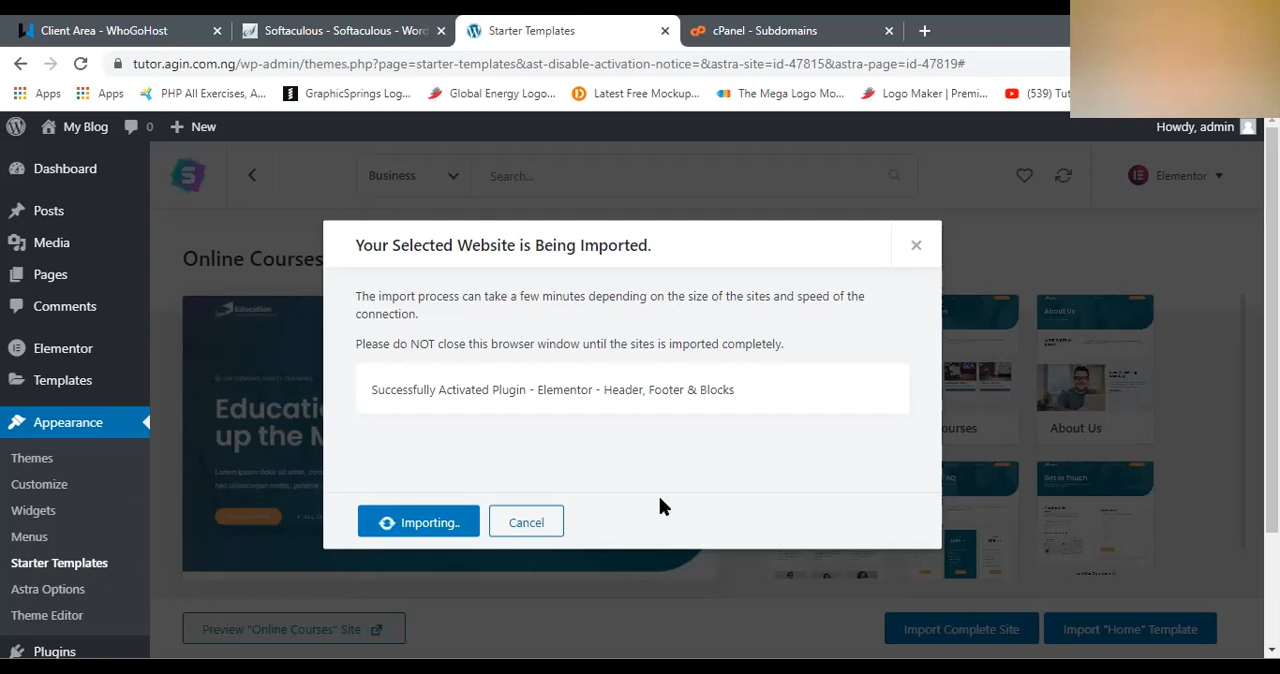 Client Area - WhoGoHost
Softaculous - Softaculous - Word
Starter Templates
cPanel - Subdomains
tutor.agin.com.ng/wp-admin/themes.php?page=starter-templates&ast-disable-activation-notice=&astra-site=id-47815&astra-page=id-47819#
Apps
Apps
PHP All Exercises, A...
GraphicSprings Log...
Global Energy Logo...
Latest Free Mockup...
The Mega Logo Mo...
Logo Maker | Premi...
(539) Tut
My Blog
0
New
Howdy, admin
Dashboard
Posts
Media
Pages
Comments
Elementor
Templates
Appearance
Themes
Customize
Widgets
Menus
Starter Templates
Astra Options
Theme Editor
Plugins
Business
Search...
Elementor
Online Courses
Education
Educati
up the M
Your Selected Website is Being Imported.
The import process can take a few minutes depending on the size of the sites and speed of the
connection.
Please do NOT close this browser window until the sites is imported completely.
Successfully Activated Plugin - Elementor - Header, Footer & Blocks
Importing..
Cancel
About Us
ourses
About Us
Get in Touch
Preview "Online Courses" Site
Import Complete Site
Import "Home" Template